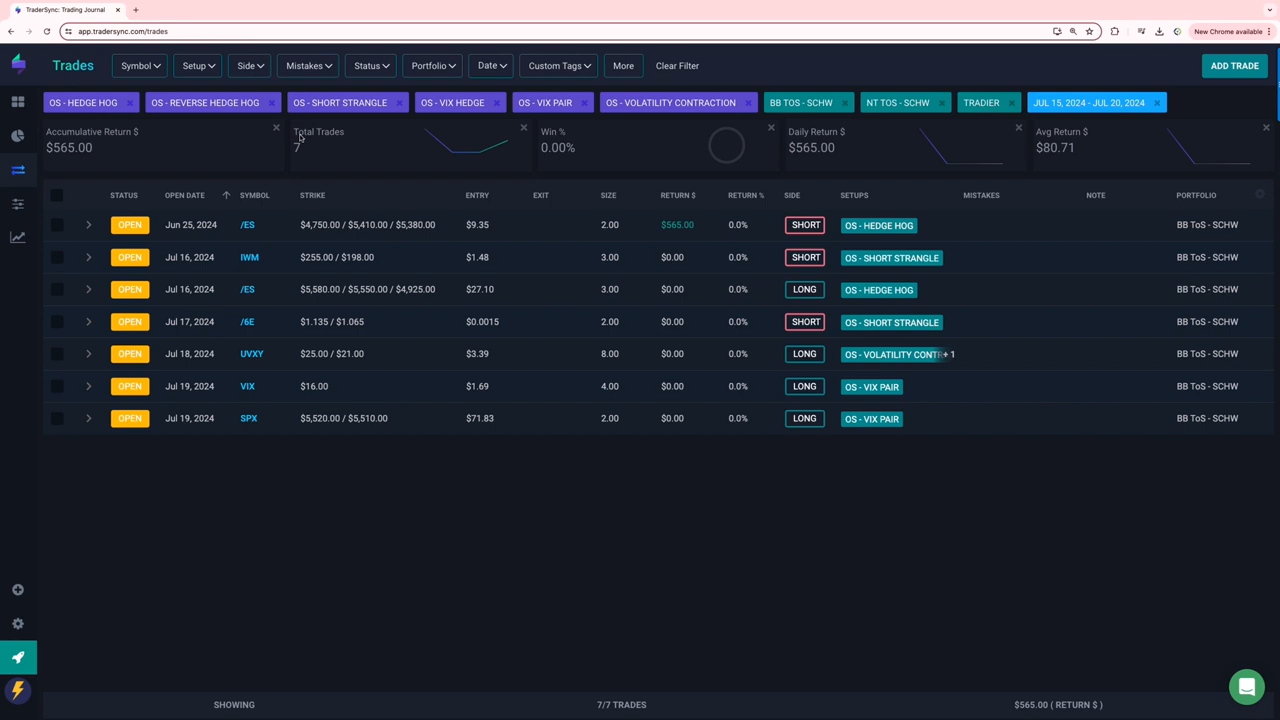 TraderSync: Trading Journal
app.tradersync.com/trades
New Chrome available
Trades
Symbol
Setup
Side
Mistakes
Status
Portfolio
Date
Custom Tags
More
Clear Filter
ADD TRADE
OS - HEDGE HOG
OS - REVERSE HEDGE HOG
OS - SHORT STRANGLE
OS - VIX HEDGE
OS - VIX PAIR
OS - VOLATILITY CONTRACTION
BB TOS - SCHW
NT TOS - SCHW
TRADIER
JUL 15, 2024 - JUL 20, 2024
Accumulative Return $
$565.00
Total Trades
7
Win %
0.00%
Daily Return $
$565.00
Avg Return $
$80.71
STATUS OPEN DATE SYMBOL STRIKE ENTRY EXIT SIZE RETURN $ RETURN % SIDE SETUPS MISTAKES NOTE PORTFOLIO
OPEN Jun 25, 2024 /ES $4,750.00 / $5,410.00 / $5,380.00 $9.35 2.00 $565.00 0.0% SHORT OS - HEDGE HOG BB ToS - SCHW
OPEN Jul 16, 2024 IWM $255.00 / $198.00 $1.48 3.00 $0.00 0.0% SHORT OS - SHORT STRANGLE BB ToS - SCHW
OPEN Jul 16, 2024 /ES $5,580.00 / $5,550.00 / $4,925.00 $27.10 3.00 $0.00 0.0% LONG OS - HEDGE HOG BB ToS - SCHW
OPEN Jul 17, 2024 /6E $1.135 / $1.065 $0.0015 2.00 $0.00 0.0% SHORT OS - SHORT STRANGLE BB ToS - SCHW
OPEN Jul 18, 2024 UVXY $25.00 / $21.00 $3.39 8.00 $0.00 0.0% LONG OS - VOLATILITY CONTR+ 1 BB ToS - SCHW
OPEN Jul 19, 2024 VIX $16.00 $1.69 4.00 $0.00 0.0% LONG OS - VIX PAIR BB ToS - SCHW
OPEN Jul 19, 2024 SPX $5,520.00 / $5,510.00 $71.83 2.00 $0.00 0.0% LONG OS - VIX PAIR BB ToS - SCHW
SHOWING 7/7 TRADES $565.00 ( RETURN $ )